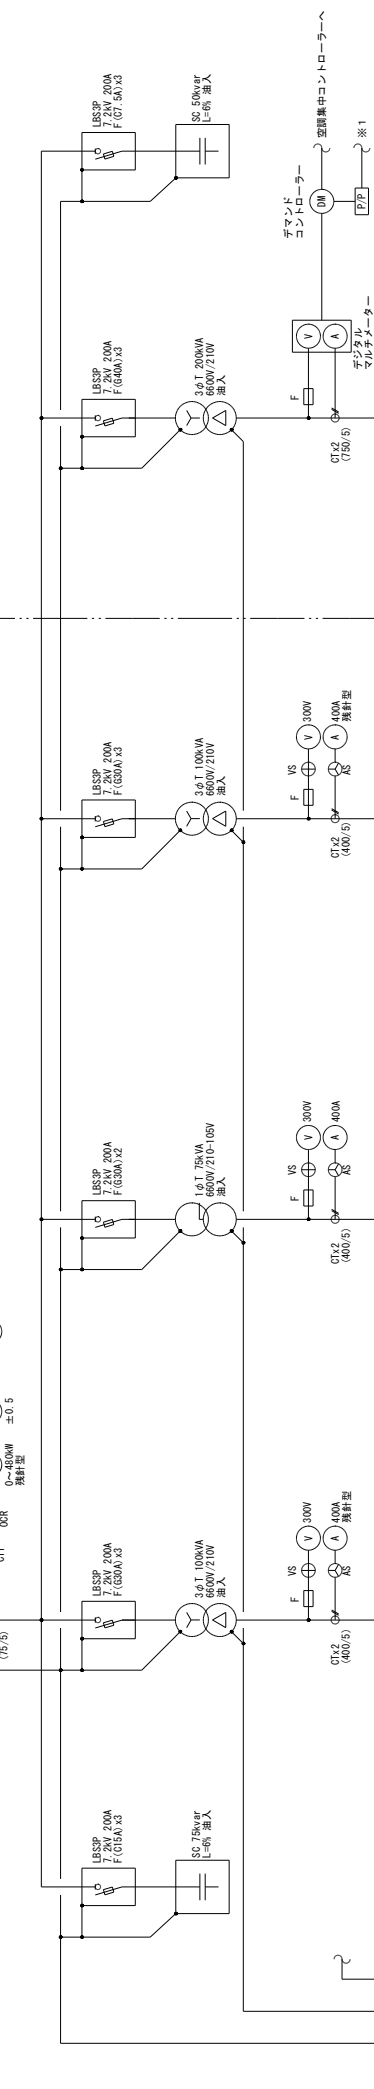 LBS3P
7.2kV 200A
F(C7.5A)x3
SC 50kvar
L=6% 油入
空調集中コントローラーへ
※1
デマンド
コントローラー
DM
P/P
LBS3P
7.2kV 200A
F(G40A)x3
3φT 200kVA
6600V/210V
油入
F
V
A
デジタル
マルチメーター
CTx2
(750/5)
LBS3P
7.2kV 200A
F(G30A)x3
3φT 100kVA
6600V/210V
油入
VS
F
V
300V
A
400A
残針型
AS
CTx2
(400/5)
LBS3P
7.2kV 200A
F(G30A)x2
1φT 75kVA
6600V/210-105V
油入
VS
F
V
300V
A
400A
AS
CTx2
(400/5)
±0.5
0~480kW
残針型
OCR
CTT
(75/5)
LBS3P
7.2kV 200A
F(G30A)x3
3φT 100kVA
6600V/210V
油入
VS
F
V
300V
A
400A
残針型
AS
CTx2
(400/5)
LBS3P
7.2kV 200A
F(C15A)x3
SC 75kvar
L=6% 油入